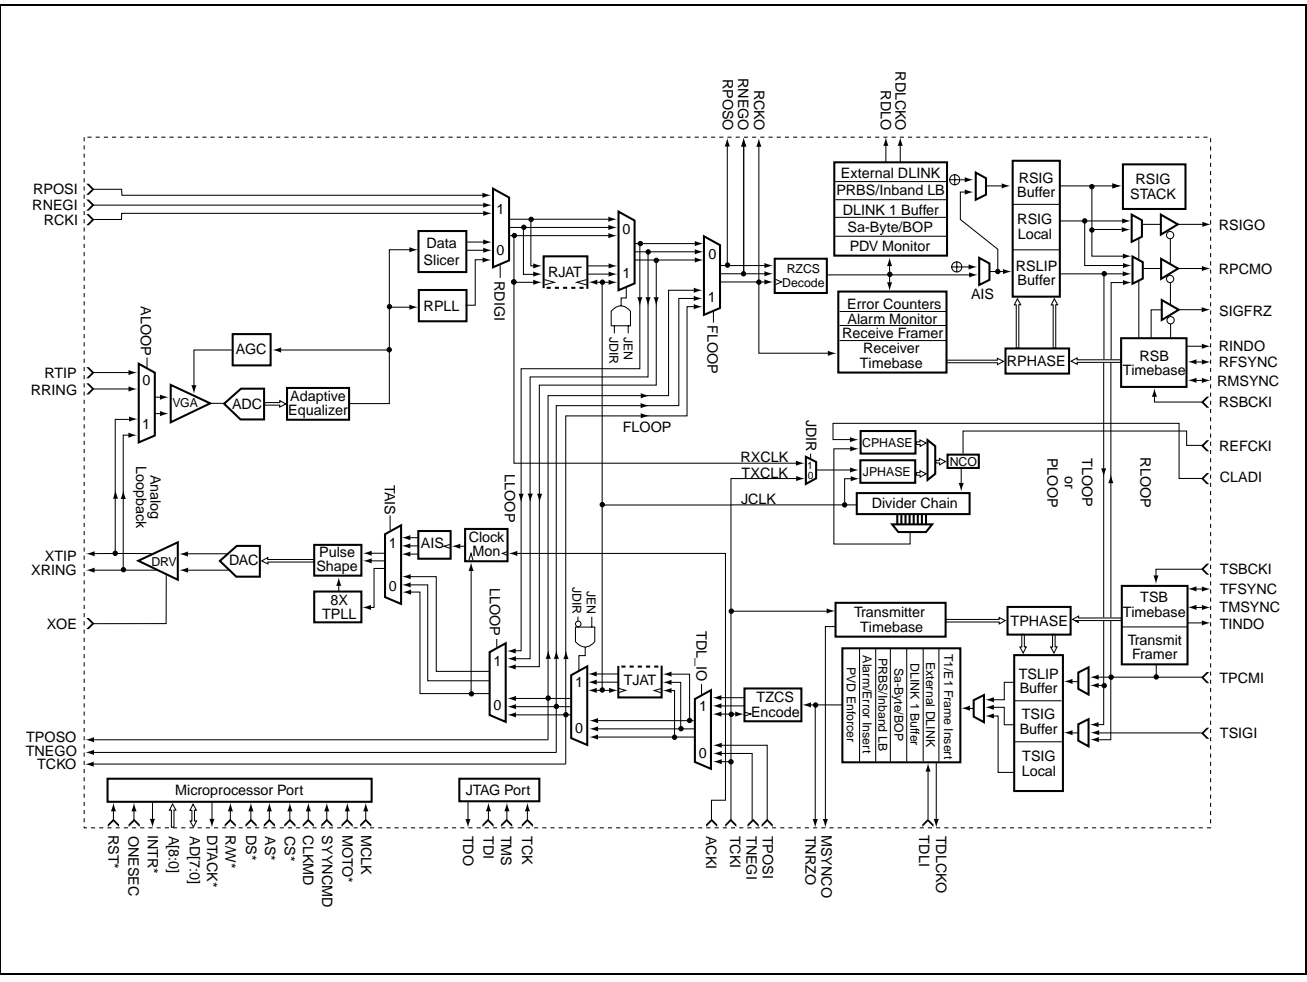 RPOSO
RNEGO
RCKO
RDLO
RDLCKO
RPOSI
RNEGI
RCKI
Data
Slicer
RPLL
1
0
RDIGI
RJAT
0
1
JDIR
JEN
0
1
FLOOP
RZCS
Decode
External DLINK
PRBS/Inband LB
DLINK 1 Buffer
Sa-Byte/BOP
PDV Monitor
Error Counters
Alarm Monitor
Receive Framer
Receiver
Timebase
AIS
RSIG
Buffer
RSIG
Local
RSLIP
Buffer
RSIG
STACK
RPHASE
RSB
Timebase
RSIGO
RPCMO
SIGFRZ
RINDO
RFSYNC
RMSYNC
RSBCKI
REFCKI
CLADI
ALOOP
0
1
RTIP
RRING
AGC
VGA
ADC
Adaptive
Equalizer
FLOOP
RXCLK
TXCLK
JCLK
JDIR
1
0
CPHASE
JPHASE
NCO
Divider Chain
TLOOP
or
PLOOP
RLOOP
Analog
Loopback
TAIS
LLOOP
XTIP
XRING
XOE
DRV
DAC
Pulse
Shape
8X
TPLL
1
0
AIS
Clock
Mon
LLOOP
1
0
JDIR
JEN
1
0
TJAT
TDL_IO
1
0
TZCS
Encode
Transmitter
Timebase
TPHASE
TSB
Timebase
Transmit
Framer
TSBCKI
TFSYNC
TMSYNC
TINDO
TPCMI
TSIGI
T1/E1 Frame Insert
External DLINK
DLINK 1 Buffer
Sa-Byte/BOP
PRBS/Inband LB
Alarm/Error Insert
PVD Enforcer
TSLIP
Buffer
TSIG
Buffer
TSIG
Local
TPOSO
TNEGO
TCKO
Microprocessor Port
JTAG Port
RST*
ONESEC
INTR*
A[8:0]
AD[7:0]
DTACK*
R/W*
DS*
AS*
CS*
CLKMD
SYYNCMD
MOTO*
MCLK
TDO
TDI
TMS
TCK
ACKI
TCKI
TNEGI
TPOSI
TNRZO
MSYNCO
TDLI
TDLCKO